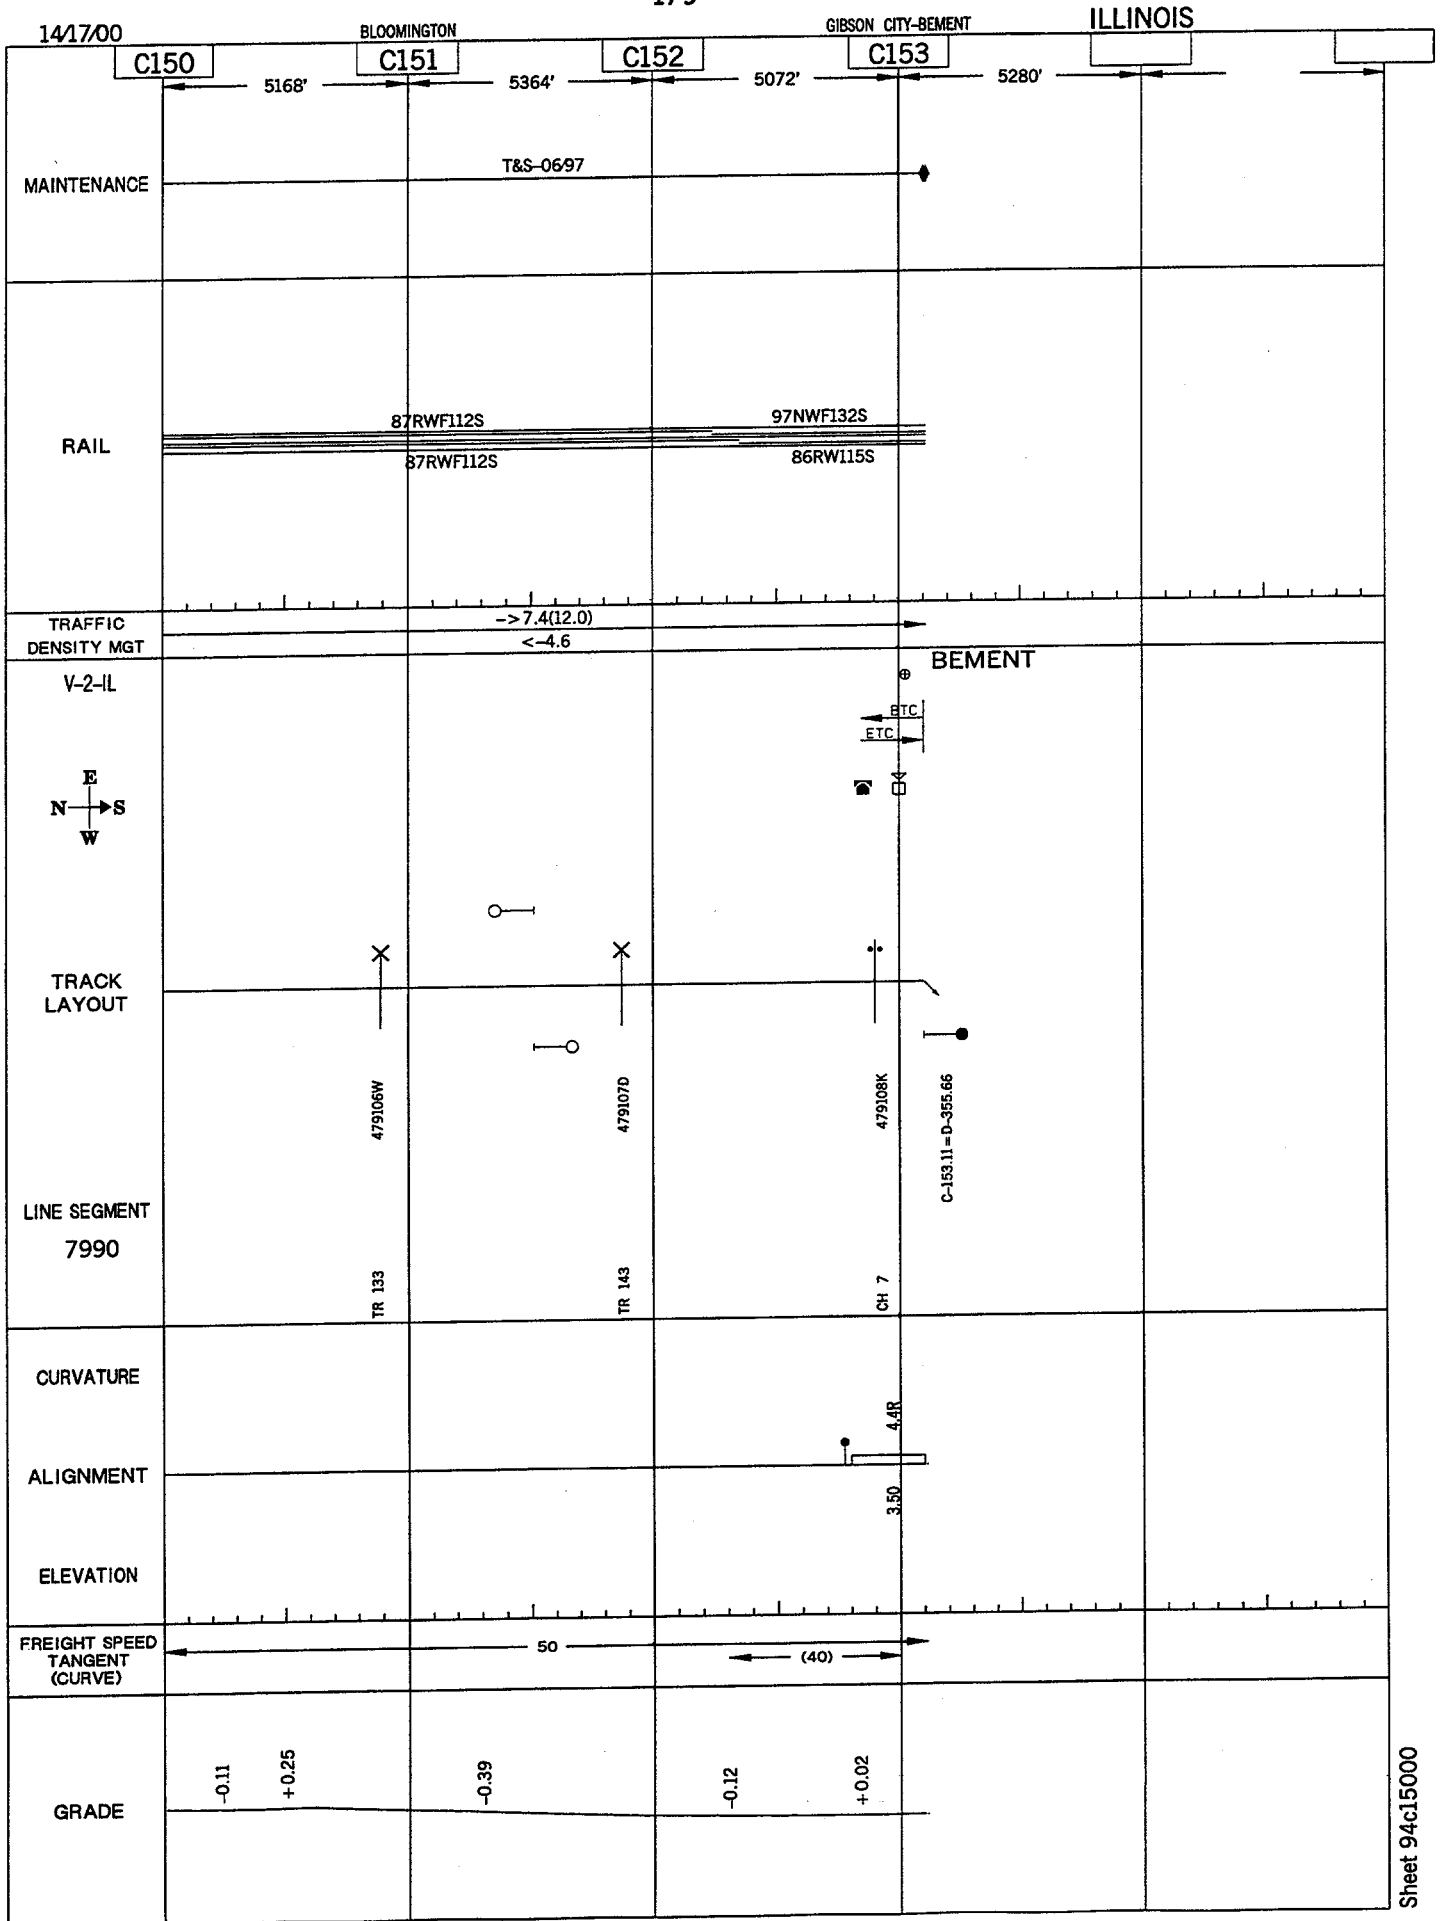 14/17/00
BLOOMINGTON
GIBSON CITY-BEMENT
ILLINOIS
C150
C151
C152
C153
5168'
5364'
5072'
5280'
MAINTENANCE
T&S-06/97
RAIL
87RWF112S
97NWF132S
87RWF112S
86RW115S
TRAFFIC
DENSITY MGT
->7.4(12.0)
<-4.6
V-2-IL
BEMENT
BTC
ETC
E
N S
W
TRACK
LAYOUT
479106W
479107D
479108K
C-153.11=D-355.66
LINE SEGMENT
7990
TR 133
TR 143
CH 7
CURVATURE
4.4R
ALIGNMENT
3.50
ELEVATION
FREIGHT SPEED
TANGENT
(CURVE)
50
(40)
GRADE
-0.11
+0.25
-0.39
-0.12
+0.02
Sheet 94c15000